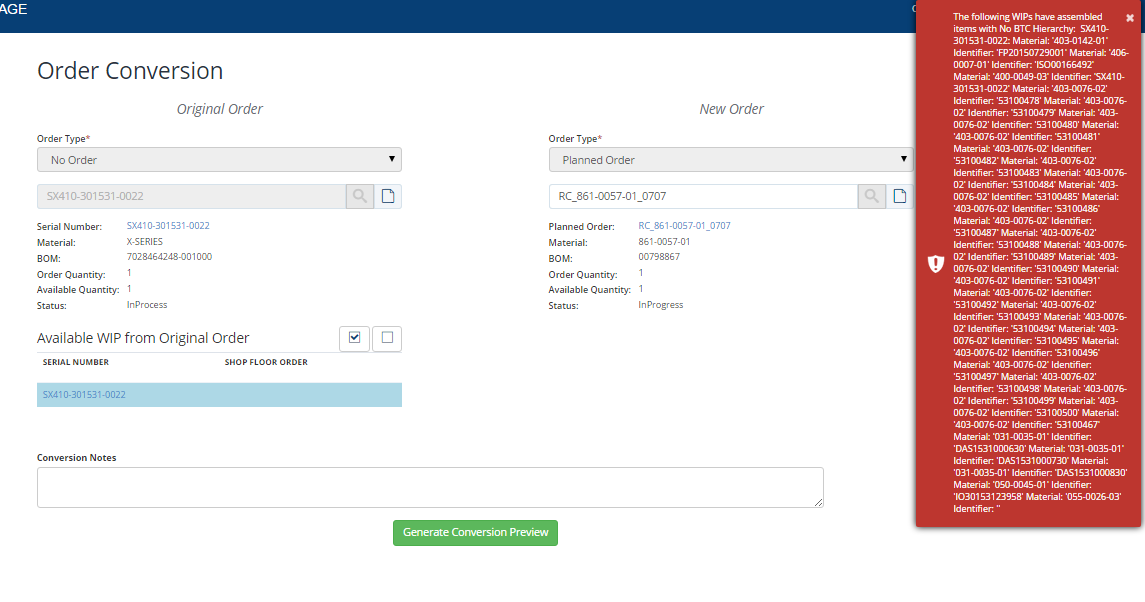 AGE
Order Conversion
Original Order
New Order
Order Type*
No Order
SX410-301531-0022
Serial Number: SX410-301531-0022
Material: X-SERIES
BOM: 7028464248-001000
Order Quantity: 1
Available Quantity: 1
Status: InProcess
Order Type*
Planned Order
RC_861-0057-01_0707
Planned Order: RC_861-0057-01_0707
Material: 861-0057-01
BOM: 00798867
Order Quantity: 1
Available Quantity: 1
Status: InProgress
Available WIP from Original Order
SERIAL NUMBER SHOP FLOOR ORDER
SX410-301531-0022
Conversion Notes
Generate Conversion Preview
The following WIPs have assembled
items with No BTC Hierarchy: SX410-
301531-0022: Material: '403-0142-01'
Identifier: 'FP20150729001' Material: '406-
0007-01' Identifier: 'ISO00166492'
Material: '400-0049-03' Identifier: 'SX410-
301531-0022' Material: '403-0076-02'
Identifier: '53100478' Material: '403-0076-
02' Identifier: '53100479' Material: '403-
0076-02' Identifier: '53100480' Material:
'403-0076-02' Identifier: '53100481'
Material: '403-0076-02' Identifier:
'53100482' Material: '403-0076-02'
Identifier: '53100483' Material: '403-0076-
02' Identifier: '53100484' Material: '403-
0076-02' Identifier: '53100485' Material:
'403-0076-02' Identifier: '53100486'
Material: '403-0076-02' Identifier:
'53100487' Material: '403-0076-02'
Identifier: '53100488' Material: '403-0076-
02' Identifier: '53100489' Material: '403-
0076-02' Identifier: '53100490' Material:
'403-0076-02' Identifier: '53100491'
Material: '403-0076-02' Identifier:
'53100492' Material: '403-0076-02'
Identifier: '53100493' Material: '403-0076-
02' Identifier: '53100494' Material: '403-
0076-02' Identifier: '53100495' Material:
'403-0076-02' Identifier: '53100496'
Material: '403-0076-02' Identifier:
'53100497' Material: '403-0076-02'
Identifier: '53100498' Material: '403-0076-
02' Identifier: '53100499' Material: '403-
0076-02' Identifier: '53100500' Material:
'403-0076-02' Identifier: '53100467'
Material: '031-0035-01' Identifier:
'DAS1531000630' Material: '031-0035-01'
Identifier: 'DAS1531000730' Material:
'031-0035-01' Identifier: 'DAS1531000830'
Material: '050-0045-01' Identifier:
'IO30153123958' Material: '055-0026-03'
Identifier: ''